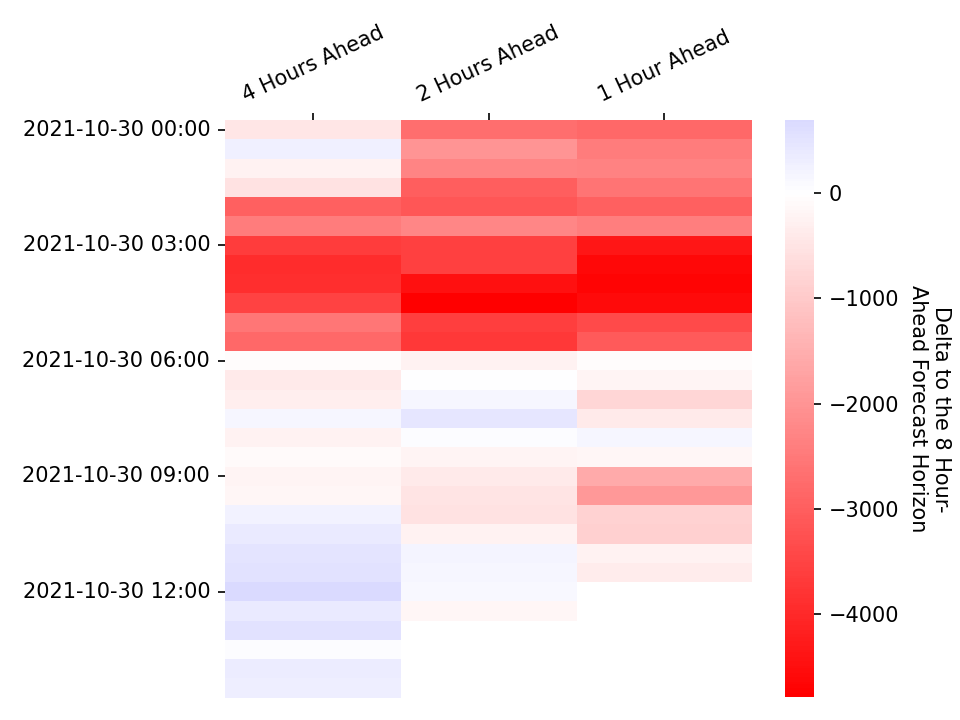 4 Hours Ahead
2 Hours Ahead
1 Hour Ahead
2021-10-30 00:00
2021-10-30 03:00
2021-10-30 06:00
2021-10-30 09:00
2021-10-30 12:00
0
−1000
−2000
−3000
−4000
Delta to the 8 Hour-
Ahead Forecast Horizon